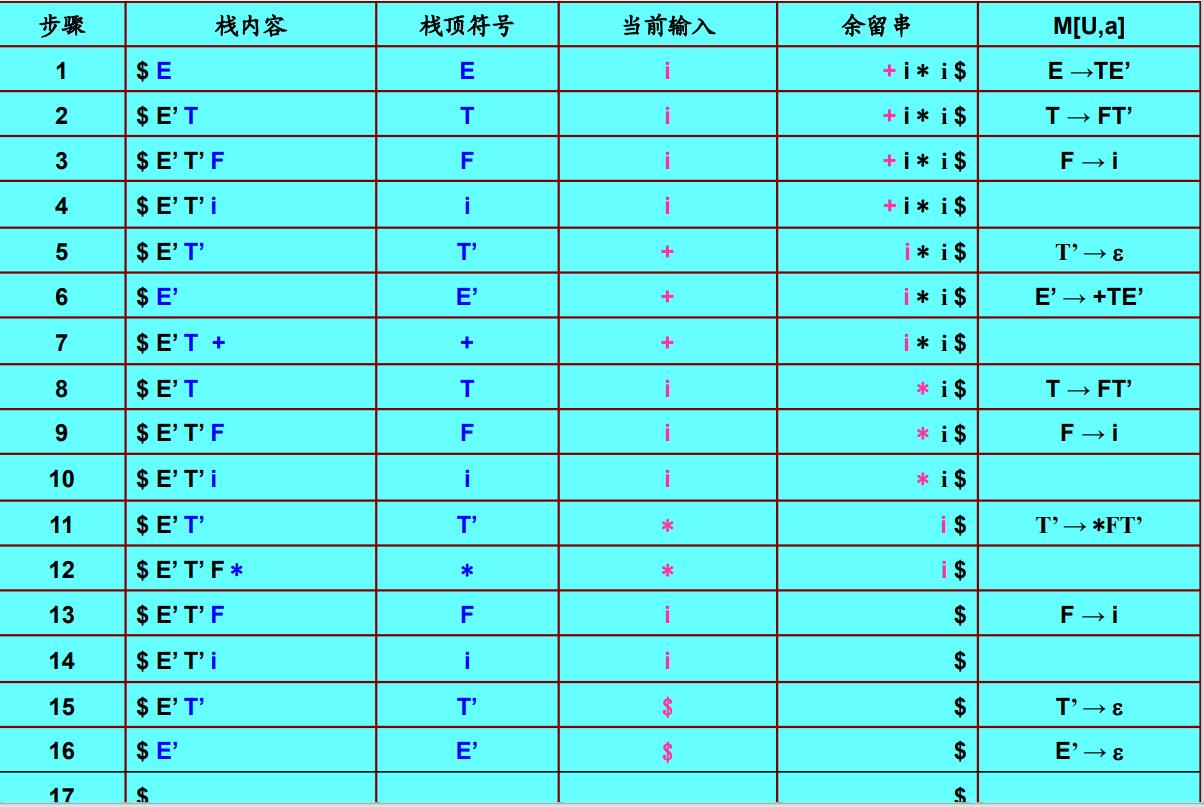 步骤 栈内容 栈顶符号 当前输入 余留串 M[U,a]
1 $ E E i + i * i $ E →TE’
2 $ E’ T T i + i * i $ T → FT’
3 $ E’ T’ F F i + i * i $ F → i
4 $ E’ T’ i i i + i * i $
5 $ E’ T’ T’ + i * i $ T’ → ε
6 $ E’ E’ + i * i $ E’ → +TE’
7 $ E’ T + + + i * i $
8 $ E’ T T i * i $ T → FT’
9 $ E’ T’ F F i * i $ F → i
10 $ E’ T’ i i i * i $
11 $ E’ T’ T’ * i $ T’ → *FT’
12 $ E’ T’ F * * * i $
13 $ E’ T’ F F i $ F → i
14 $ E’ T’ i i i $
15 $ E’ T’ T’ $ $ T’ → ε
16 $ E’ E’ $ $ E’ → ε
17 $ $